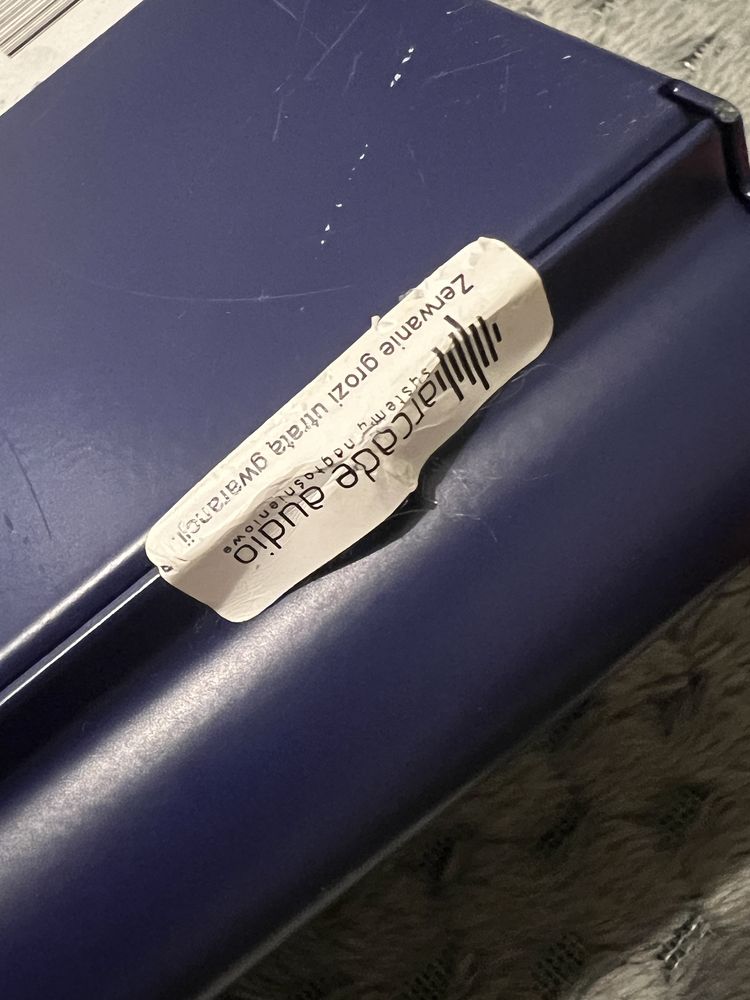 arcade audio
systemy nagłośnieniowe
Zerwanie grozi utratą gwarancji.